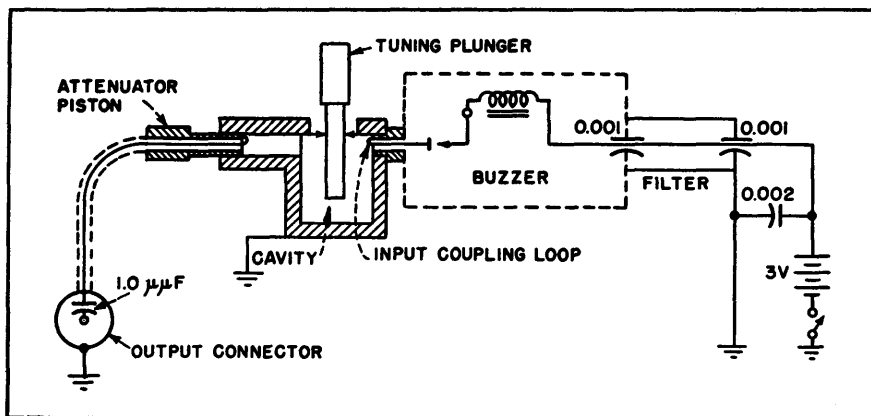 TUNING PLUNGER
ATTENUATOR
PISTON
0.001
0.001
BUZZER
FILTER
0.002
CAVITY
INPUT COUPLING LOOP
3V
1.0 μμF
OUTPUT CONNECTOR